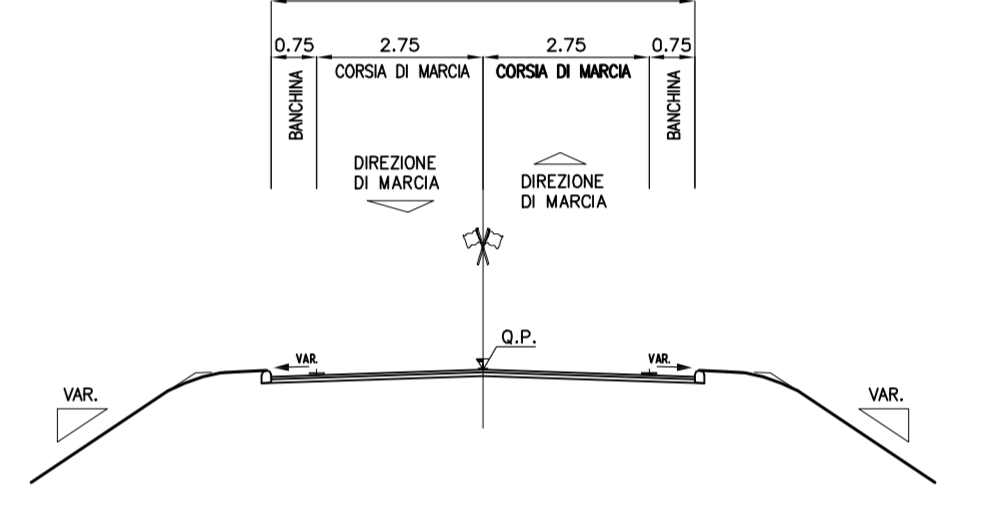 0.75 2.75 2.75 0.75
CORSIA DI MARCIA CORSIA DI MARCIA
BANCHINA
BANCHINA
DIREZIONE
DI MARCIA
DIREZIONE
DI MARCIA
Q.P.
VAR.
VAR.
VAR.
VAR.